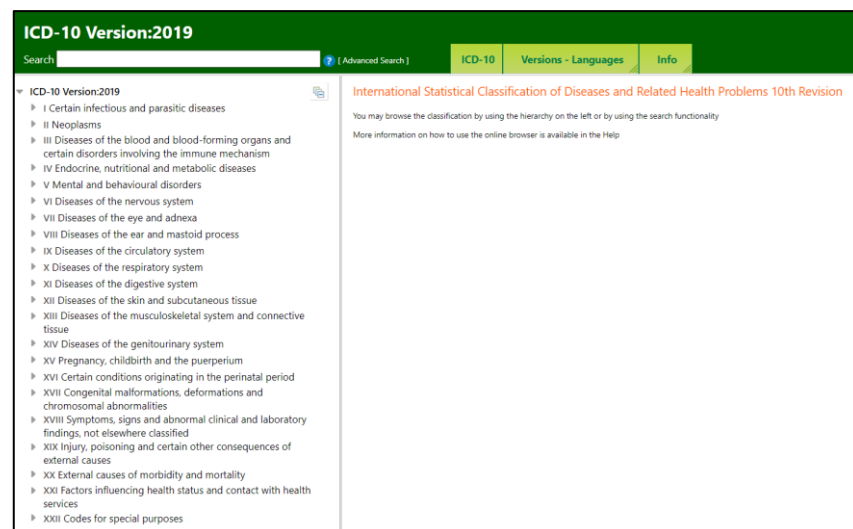 ICD-10 Version:2019
Search
? [ Advanced Search ]
ICD-10
Versions - Languages
Info
ICD-10 Version:2019
I Certain infectious and parasitic diseases
II Neoplasms
III Diseases of the blood and blood-forming organs and
certain disorders involving the immune mechanism
IV Endocrine, nutritional and metabolic diseases
V Mental and behavioural disorders
VI Diseases of the nervous system
VII Diseases of the eye and adnexa
VIII Diseases of the ear and mastoid process
IX Diseases of the circulatory system
X Diseases of the respiratory system
XI Diseases of the digestive system
XII Diseases of the skin and subcutaneous tissue
XIII Diseases of the musculoskeletal system and connective
tissue
XIV Diseases of the genitourinary system
XV Pregnancy, childbirth and the puerperium
XVI Certain conditions originating in the perinatal period
XVII Congenital malformations, deformations and
chromosomal abnormalities
XVIII Symptoms, signs and abnormal clinical and laboratory
findings, not elsewhere classified
XIX Injury, poisoning and certain other consequences of
external causes
XX External causes of morbidity and mortality
XXI Factors influencing health status and contact with health
services
XXII Codes for special purposes
International Statistical Classification of Diseases and Related Health Problems 10th Revision
You may browse the classification by using the hierarchy on the left or by using the search functionality
More information on how to use the online browser is available in the Help